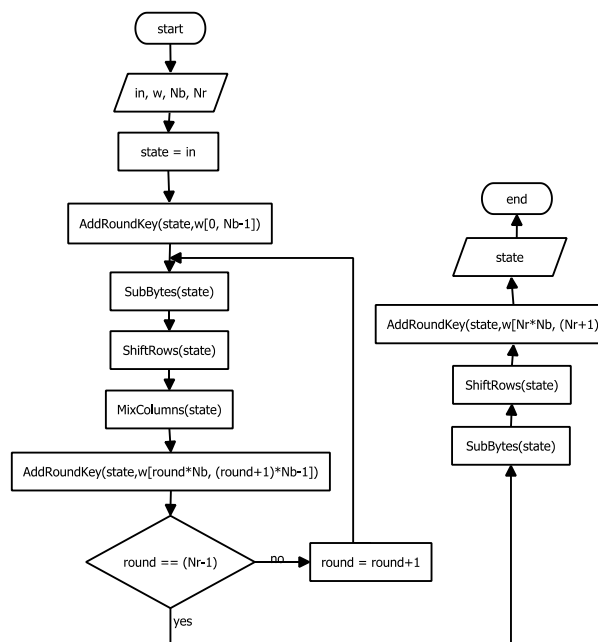 start
in, w, Nb, Nr
state = in
AddRoundKey(state,w[0, Nb-1])
SubBytes(state)
ShiftRows(state)
MixColumns(state)
AddRoundKey(state,w[round*Nb, (round+1)*Nb-1])
round == (Nr-1)
no
round = round+1
yes
SubBytes(state)
ShiftRows(state)
AddRoundKey(state,w[Nr*Nb, (Nr+1)
state
end